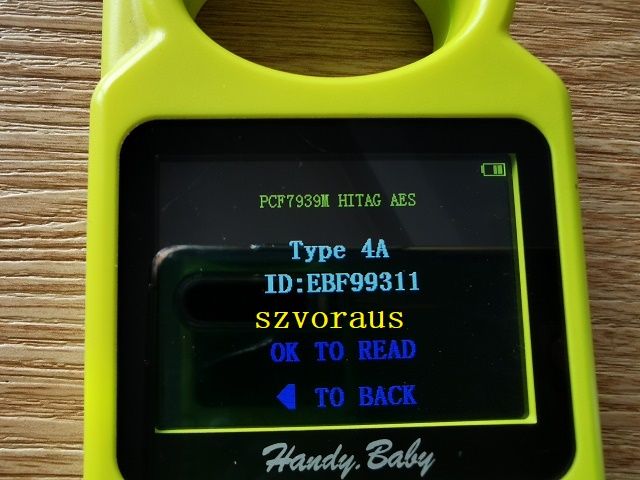 PCF7939M HITAG AES
Type 4A
ID:EBF99311
szvoraus
OK TO READ
◀ TO BACK
Handy.Baby